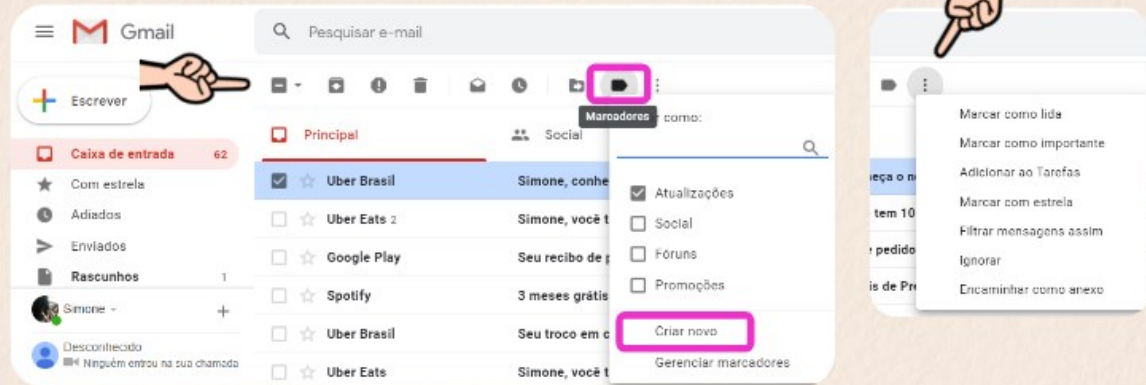 Gmail
Pesquisar e-mail
Escrever
Marcadores
como:
Principal
Social
Caixa de entrada 62
Uber Brasil Simone, conhe
Atualizações
Com estrela
Uber Eats 2 Simone, você t
Social
Adiados
Google Play Seu recibo de p
Fóruns
Enviados
Spotify 3 meses grátis
Promoções
Rascunhos 1
Simone
Uber Brasil Seu troco em c
Criar novo
Desconhecido
Ninguém entrou na sua chamada
Uber Eats Simone, você t
Gerenciar marcadores
Marcar como lida
Marcar como importante
eça o n
Adicionar ao Tarefas
Marcar com estrela
tem 10
Filtrar mensagens assim
pedido
Ignorar
is de Pre
Encaminhar como anexo